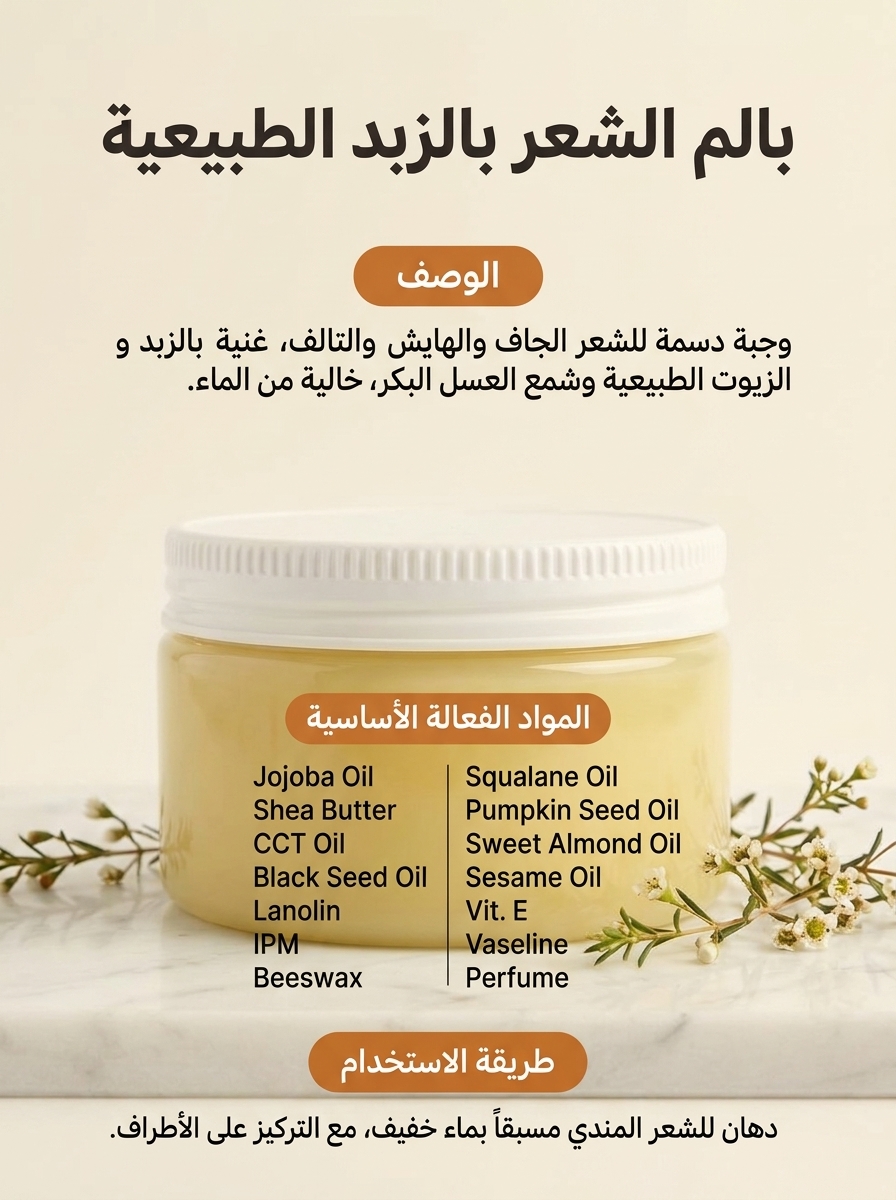 بالم الشعر بالزبد الطبيعية
الوصف
وجبة دسمة للشعر الجاف والهايش والتالف، غنية بالزبد و
الزيوت الطبيعية وشمع العسل البكر، خالية من الماء.
المواد الفعالة الأساسية
Jojoba Oil
Shea Butter
CCT Oil
Black Seed Oil
Lanolin
IPM
Beeswax
Squalane Oil
Pumpkin Seed Oil
Sweet Almond Oil
Sesame Oil
Vit. E
Vaseline
Perfume
طريقة الاستخدام
دهان للشعر المندي مسبقاً بماء خفيف، مع التركيز على الأطراف.